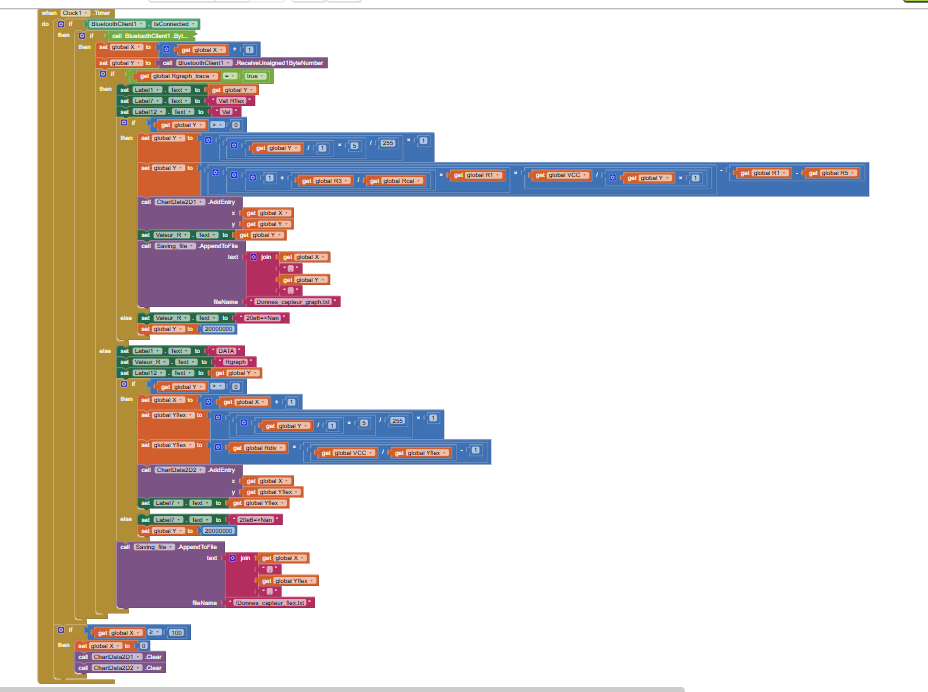 when Clock1 .Timer
do if BluetoothClient1 . IsConnected
then if call BluetoothClient1 .Byt...
then set global X to get global X + 1
set global Y to call BluetoothClient1 .ReceiveUnsigned1ByteNumber
if get global Rgraph_trace = true
then set Label1 . Text to get global Y
set Label7 . Text to " Val Rflex "
set Label12 . Text to " Val "
if get global Y > 0
then set global Y to get global Y / 1 × 5 / 255 × 1
set global Y to 1 + get global R3 / get global Rcal × get global R1 × get global VCC / get global Y × 1 - get global R1 - get global R5
call ChartData2D1 .AddEntry
x get global X
y get global Y
set Valeur_R . Text to get global Y
call Saving_file .AppendToFile
text join get global X
" , "
get global Y
fileName " Donnes_capteur_graph.txt "
else set Valeur_R . Text to " 20e6=>Nan "
set global Y to 20000000
else set Label1 . Text to " DATA "
set Valeur_R . Text to " Rgraph "
set Label12 . Text to get global Y
if get global Y > 0
then set global X to get global X + 1
set global Yflex to get global Y / 1 × 5 / 255 × 1
set global Yflex to get global Rdiv × get global VCC / get global Yflex - 1
call ChartData2D2 .AddEntry
x get global X
y get global Yflex
set Label7 . Text to get global Yflex
else set Label7 . Text to " 20e6=>Nan "
set global Y to 20000000
call Saving_file .AppendToFile
text join get global X
" , "
get global Yflex
fileName " /Donnes_capteur_flex.txt "
if get global X ≥ 100
then set global X to 0
call ChartData2D1 .Clear
call ChartData2D2 .Clear